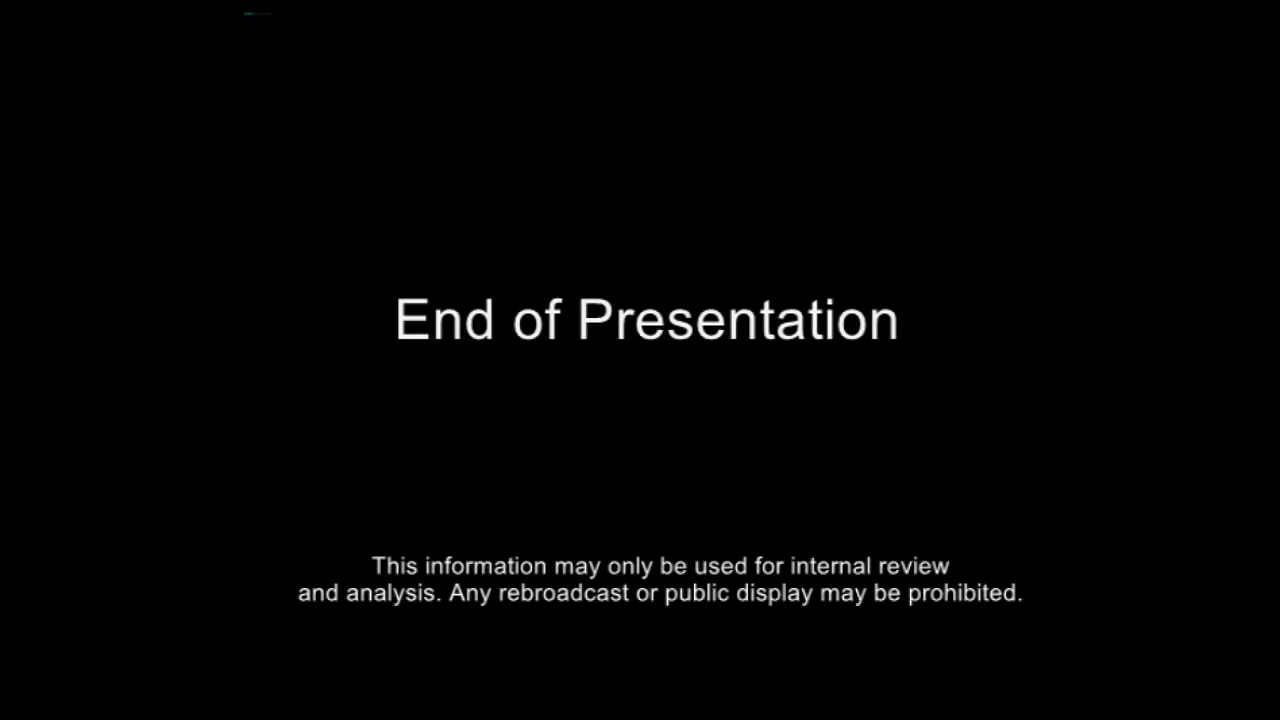 End of Presentation
This information may only be used for internal review
and analysis. Any rebroadcast or public display may be prohibited.